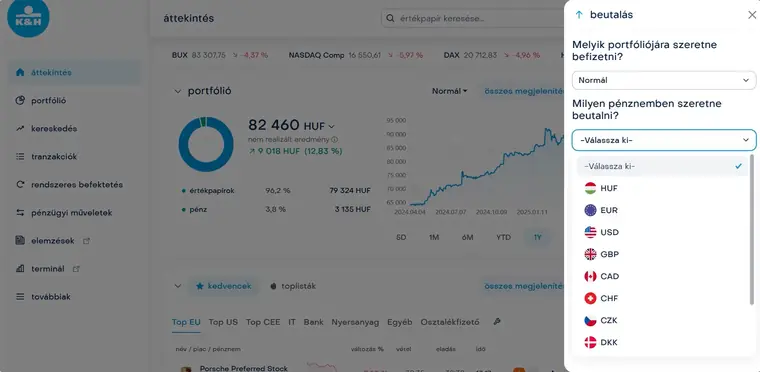 K&H
áttekintés
értékpapír keresése...
BUX 83 307,75 -4,37 % NASDAQ Comp 16 550,61 -5,97 % DAX 20 712,83 -4,96 %
áttekintés
portfólió
kereskedés
tranzakciók
rendszeres befektetés
pénzügyi műveletek
elemzések
terminál
továbbiak
portfólió
Normál
összes megjelenít
82 460 HUF
nem realizált eredmény
9 018 HUF (12,83 %)
értékpapírok 96,2 % 79 324 HUF
pénz 3,8 % 3 135 HUF
95 000
90 000
85 000
80 000
75 000
70 000
65 000
2024.04.04 2024.07.07 2024.10.08 2025.01.11
5D 1M 6M YTD 1Y
kedvencek toplisták
összes megjelenít
Top EU Top US Top CEE IT Bank Nyersanyag Egyéb Osztalékfizető
név / piac / pénznem változás % vétel eladás idő
Porsche Preferred Stock
beutalás
Melyik portfóliójára szeretne
befizetni?
Normál
Milyen pénznemben szeretne
beutalni?
-Válassza ki-
-Válassza ki-
HUF
EUR
USD
GBP
CAD
CHF
CZK
DKK